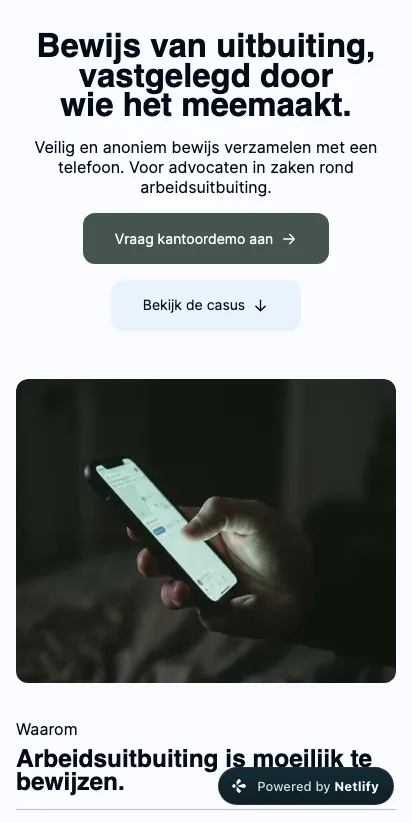 Bewijs van uitbuiting,
vastgelegd door
wie het meemaakt.
Veilig en anoniem bewijs verzamelen met een
telefoon. Voor advocaten in zaken rond
arbeidsuitbuiting.
Vraag kantoordemo aan →
Bekijk de casus ↓
Waarom
Arbeidsuitbuiting is moeilijk te
bewijzen.
Powered by Netlify